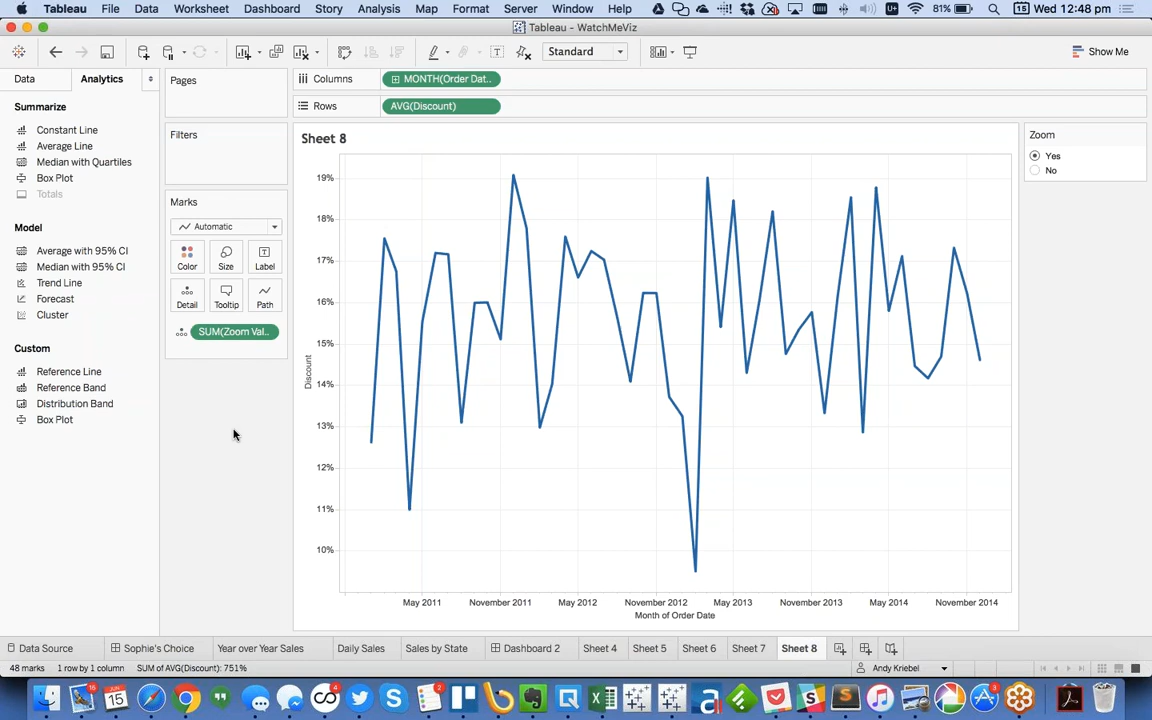 Tableau File Data Worksheet Dashboard Story Analysis Map Format Server Window Help 81% 15 Wed 12:48 pm
Tableau - WatchMeViz
Standard
Show Me
Data Analytics
Summarize
Constant Line
Average Line
Median with Quartiles
Box Plot
Totals
Model
Average with 95% CI
Median with 95% CI
Trend Line
Forecast
Cluster
Custom
Reference Line
Reference Band
Distribution Band
Box Plot
Pages
Filters
Marks
Automatic
Color Size Label
Detail Tooltip Path
SUM(Zoom Val..
Columns MONTH(Order Dat..
Rows AVG(Discount)
Sheet 8
19%
18%
17%
16%
15%
14%
13%
12%
11%
10%
Discount
May 2011 November 2011 May 2012 November 2012 May 2013 November 2013 May 2014 November 2014
Month of Order Date
Zoom
Yes
No
Data Source Sophie's Choice Year over Year Sales Daily Sales Sales by State Dashboard 2 Sheet 4 Sheet 5 Sheet 6 Sheet 7 Sheet 8
48 marks 1 row by 1 column SUM of AVG(Discount): 751% Andy Kriebel